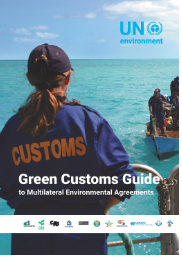 UN
environment
CUSTOMS
Green Customs Guide
to Multilateral Environmental Agreements